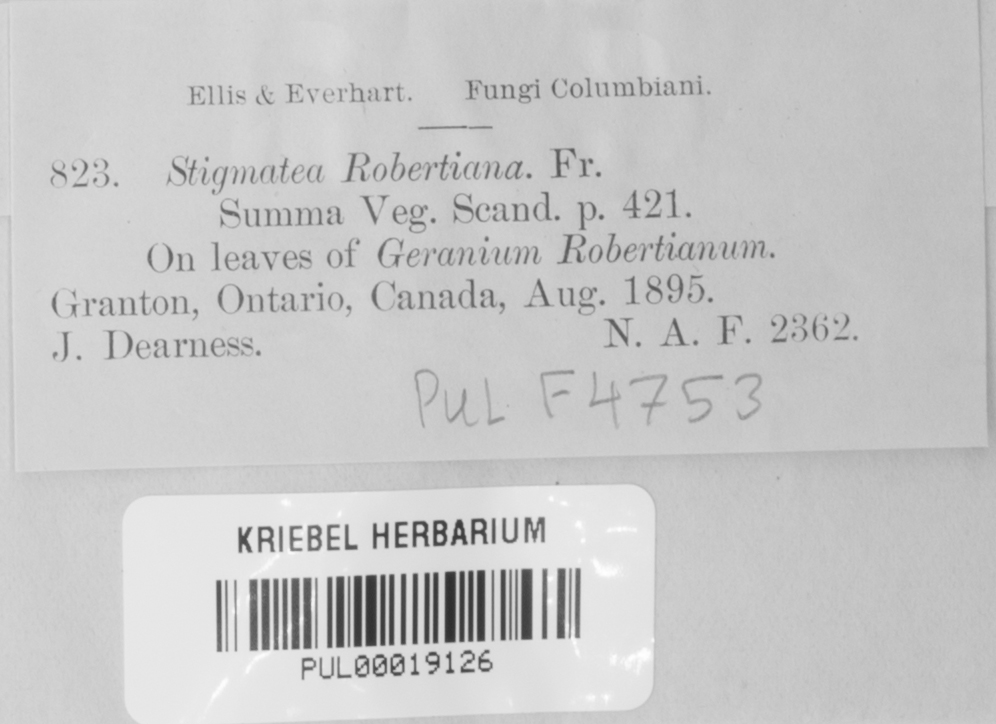 Ellis & Everhart. Fungi Columbiani.
823. Stigmatea Robertiana. Fr.
Summa Veg. Scand. p. 421.
On leaves of Geranium Robertianum.
Granton, Ontario, Canada, Aug. 1895.
J. Dearness. N. A. F. 2362.
PUL F4753
KRIEBEL HERBARIUM
PUL00019126